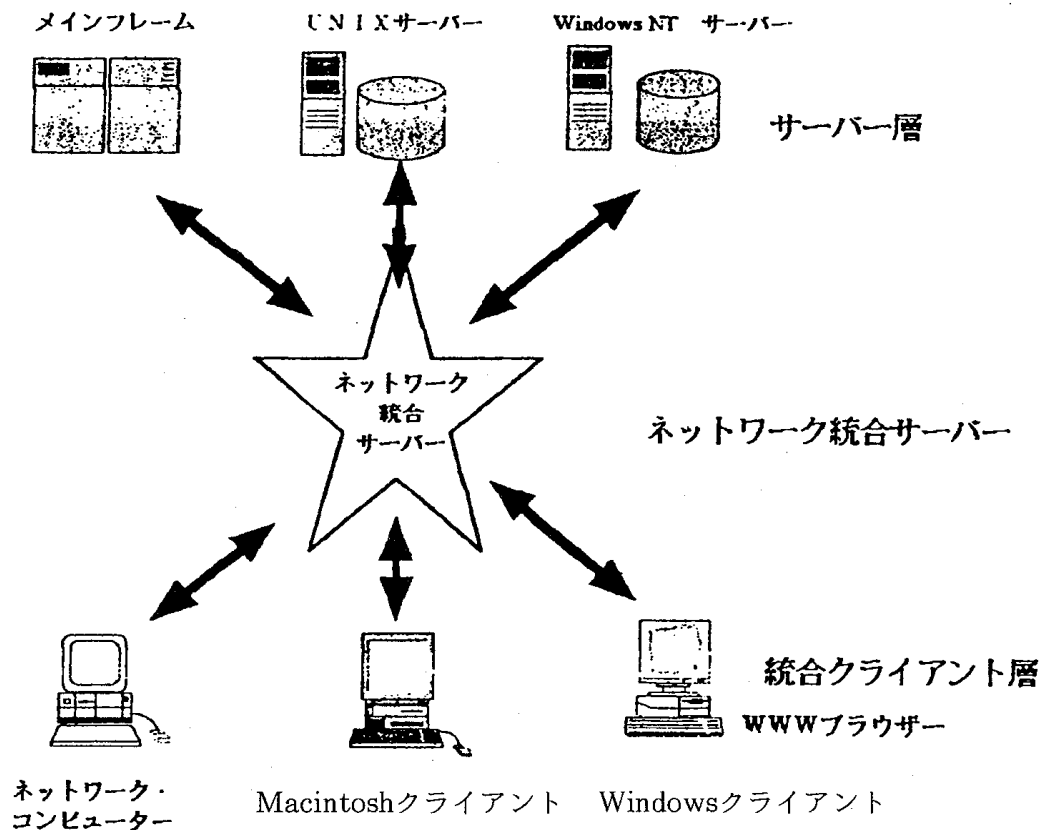 メインフレーム
UNIXサーバー
Windows NT サーバー
サーバー層
ネットワーク
統合
サーバー
ネットワーク統合サーバー
統合クライアント層
WWWブラウザー
ネットワーク・
コンピューター
Macintoshクライアント
Windowsクライアント